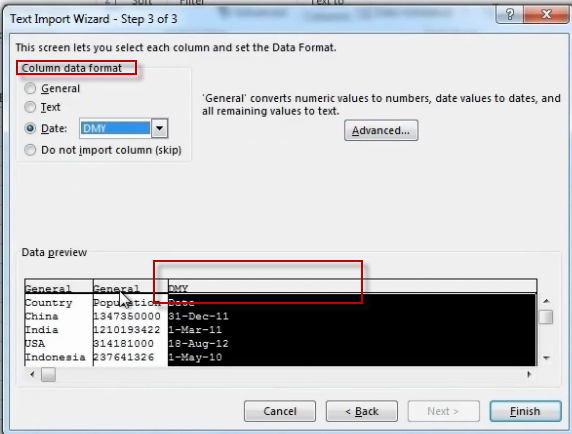 Sort Filter Text to
Text Import Wizard - Step 3 of 3
This screen lets you select each column and set the Data Format.
Column data format
General
Text
Date: DMY
Do not import column (skip)
'General' converts numeric values to numbers, date values to dates, and
all remaining values to text.
Advanced...
Data preview
General General DMY
Country Population Date
China 1347350000 31-Dec-11
India 1210193422 1-Mar-11
USA 314181000 18-Aug-12
Indonesia 237641326 1-May-10
Cancel < Back Next > Finish